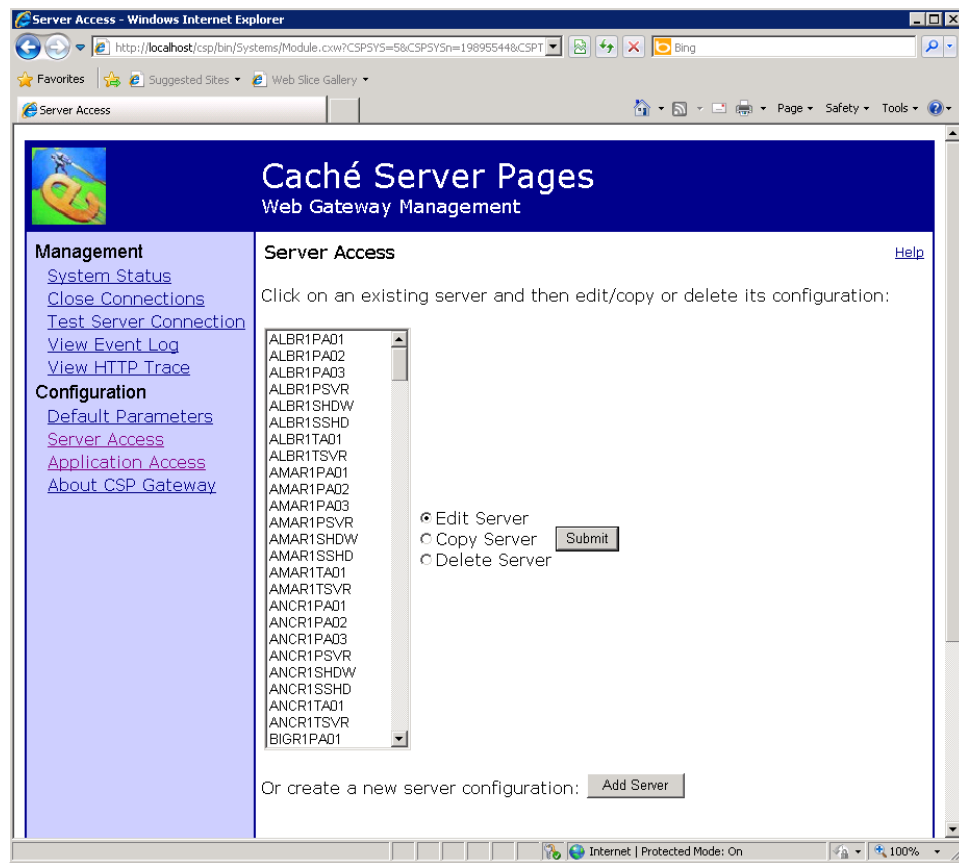 Server Access - Windows Internet Explorer
http://localhost/csp/bin/Systems/Module.cxw?CSPSYS=5&CSPSYSn=19895544&CSPT
Bing
Favorites Suggested Sites Web Slice Gallery
Server Access
Page Safety Tools
Caché Server Pages
Web Gateway Management
Management
System Status
Close Connections
Test Server Connection
View Event Log
View HTTP Trace
Configuration
Default Parameters
Server Access
Application Access
About CSP Gateway
Server Access
Help
Click on an existing server and then edit/copy or delete its configuration:
ALBR1PA01
ALBR1PA02
ALBR1PA03
ALBR1PSVR
ALBR1SHDW
ALBR1SSHD
ALBR1TA01
ALBR1TSVR
AMAR1PA01
AMAR1PA02
AMAR1PA03
AMAR1PSVR
AMAR1SHDW
AMAR1SSHD
AMAR1TA01
AMAR1TSVR
ANCR1PA01
ANCR1PA02
ANCR1PA03
ANCR1PSVR
ANCR1SHDW
ANCR1SSHD
ANCR1TA01
ANCR1TSVR
BIGR1PA01
Edit Server
Copy Server
Delete Server
Submit
Or create a new server configuration:
Add Server
Internet | Protected Mode: On
100%